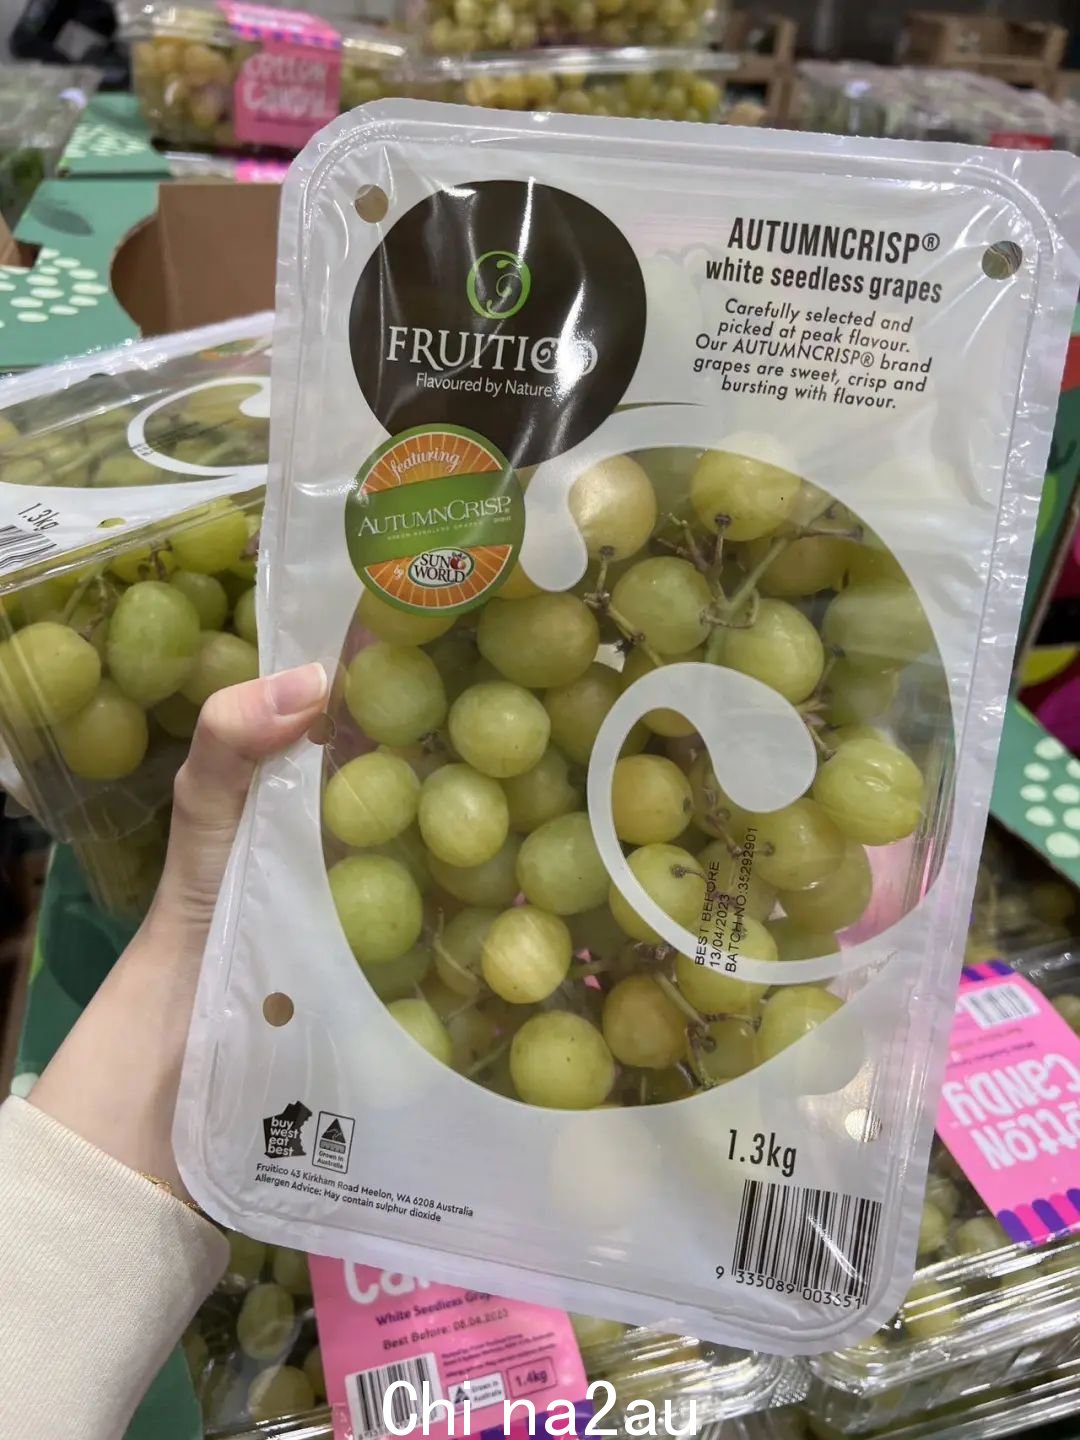 COTTON
CANDY
FRUITICO
Flavoured by Nature
AUTUMNCRISP®
white seedless grapes
Carefully selected and
picked at peak flavour.
Our AUTUMNCRISP® brand
grapes are sweet, crisp and
bursting with flavour.
featuring
AUTUMNCRISP®
by SUN WORLD
1.3kg
BEST BEFORE
13/04/2023
BATCH NO:35292901
buy
west
eat
best
Grown in
Australia
Fruitico 43 Kirkham Road Meelon, WA 6208 Australia
Allergen Advice: May contain sulphur dioxide
1.3kg
9 335089 003651
COTTON
CANDY
White Seedless
Best Before: 08.04.2023
Grown in
Australia
1.4kg
Chi na2au